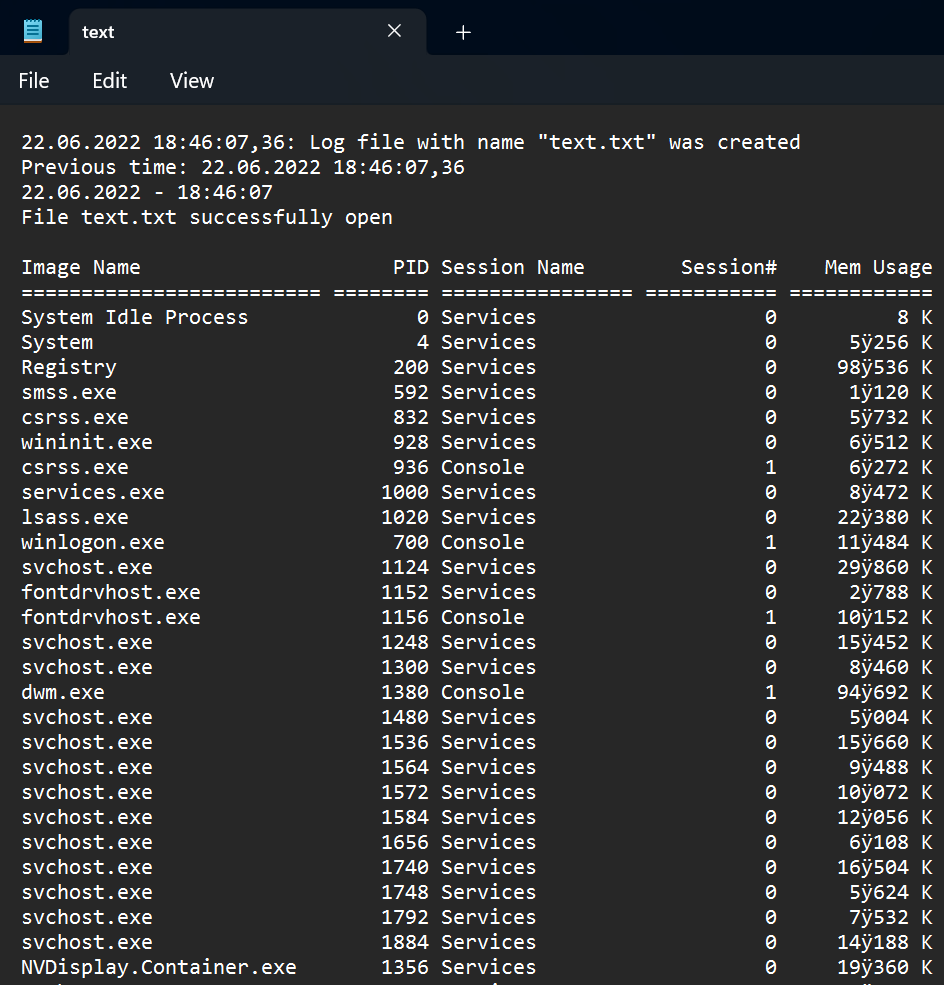 text
File Edit View
22.06.2022 18:46:07,36: Log file with name "text.txt" was created
Previous time: 22.06.2022 18:46:07,36
22.06.2022 - 18:46:07
File text.txt successfully open
Image Name                     PID Session Name        Session#    Mem Usage
========================= ======== ================ =========== ============
System Idle Process              0 Services                   0          8 K
System                           4 Services                   0      5ÿ256 K
Registry                       200 Services                   0     98ÿ536 K
smss.exe                       592 Services                   0      1ÿ120 K
csrss.exe                      832 Services                   0      5ÿ732 K
wininit.exe                    928 Services                   0      6ÿ512 K
csrss.exe                      936 Console                    1      6ÿ272 K
services.exe                  1000 Services                   0      8ÿ472 K
lsass.exe                     1020 Services                   0     22ÿ380 K
winlogon.exe                   700 Console                    1     11ÿ484 K
svchost.exe                   1124 Services                   0     29ÿ860 K
fontdrvhost.exe               1152 Services                   0      2ÿ788 K
fontdrvhost.exe               1156 Console                    1     10ÿ152 K
svchost.exe                   1248 Services                   0     15ÿ452 K
svchost.exe                   1300 Services                   0      8ÿ460 K
dwm.exe                       1380 Console                    1     94ÿ692 K
svchost.exe                   1480 Services                   0      5ÿ004 K
svchost.exe                   1536 Services                   0     15ÿ660 K
svchost.exe                   1564 Services                   0      9ÿ488 K
svchost.exe                   1572 Services                   0     10ÿ072 K
svchost.exe                   1584 Services                   0     12ÿ056 K
svchost.exe                   1656 Services                   0      6ÿ108 K
svchost.exe                   1740 Services                   0     16ÿ504 K
svchost.exe                   1748 Services                   0      5ÿ624 K
svchost.exe                   1792 Services                   0      7ÿ532 K
svchost.exe                   1884 Services                   0     14ÿ188 K
NVDisplay.Container.exe       1356 Services                   0     19ÿ360 K